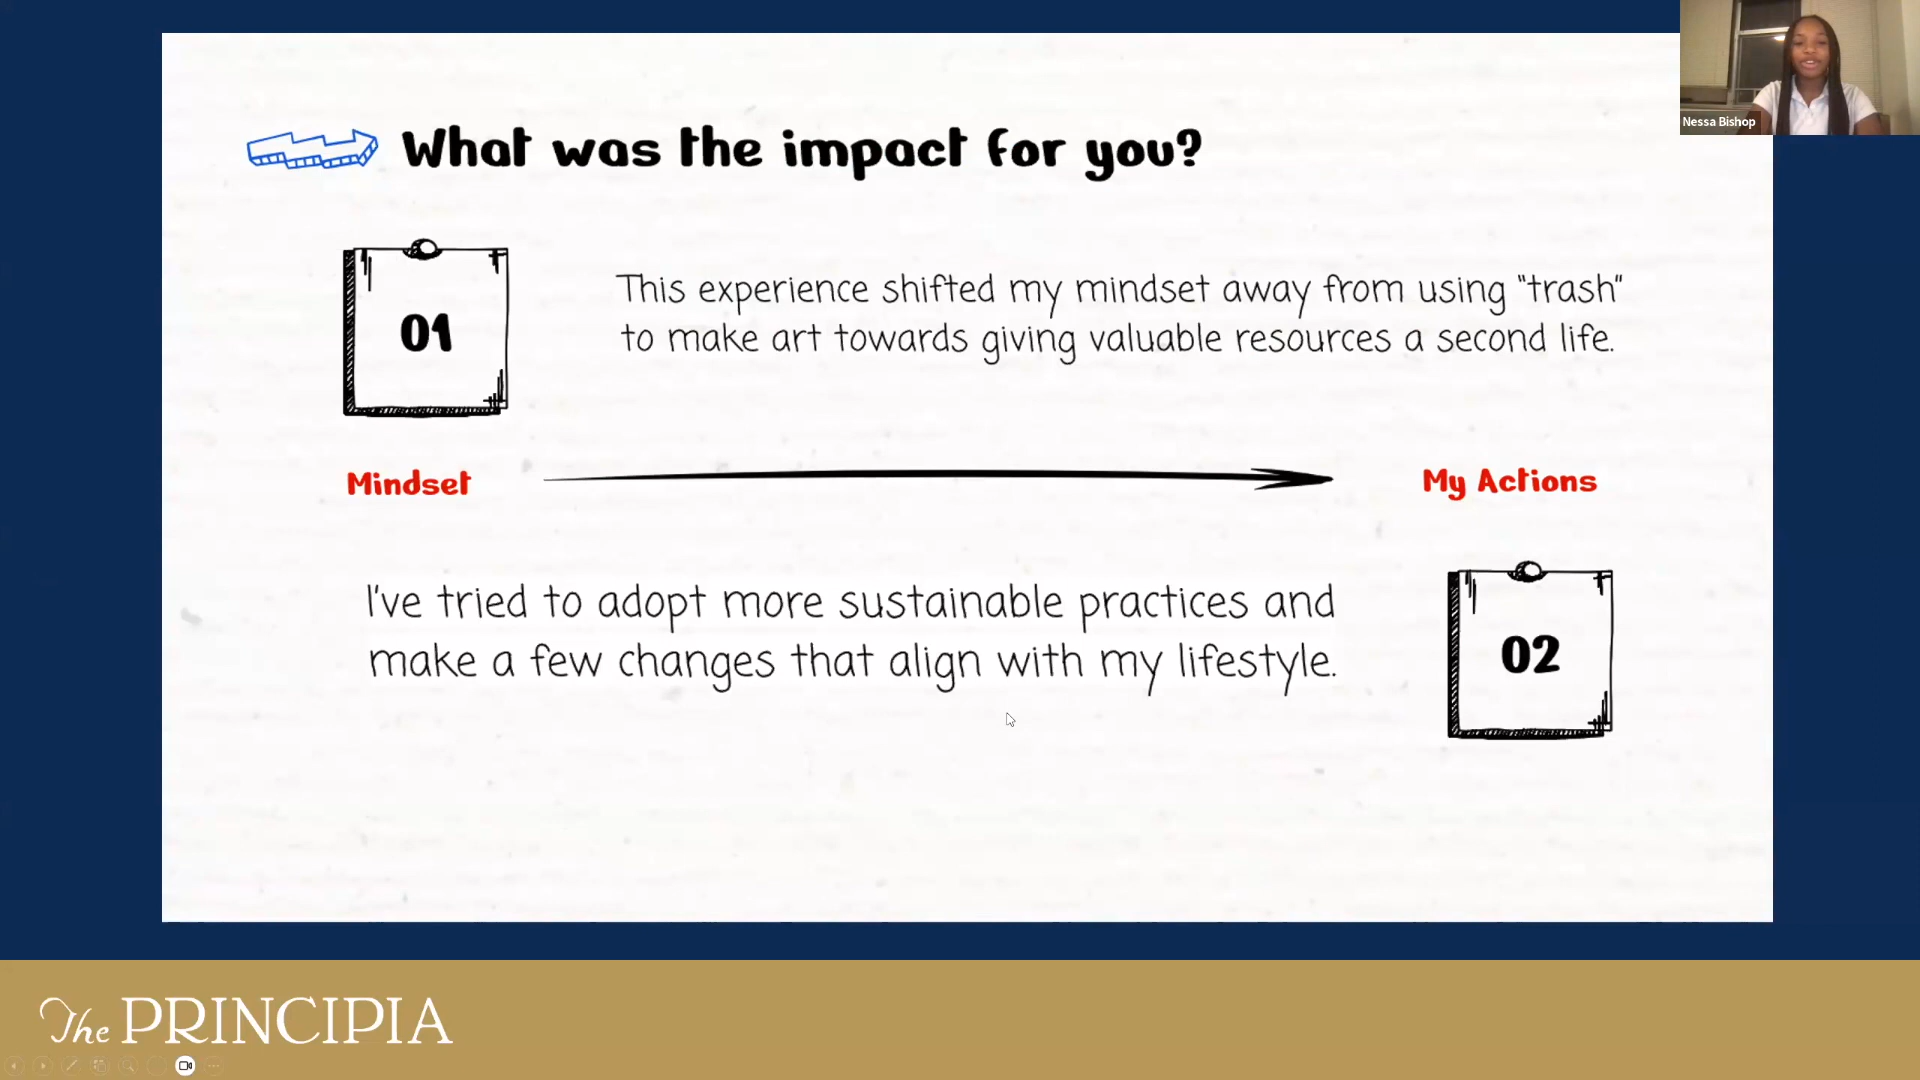 Nessa Bishop
What was the impact for you?
01
This experience shifted my mindset away from using "trash"
to make art towards giving valuable resources a second life.
Mindset
My Actions
I've tried to adopt more sustainable practices and
make a few changes that align with my lifestyle.
02
The PRINCIPIA